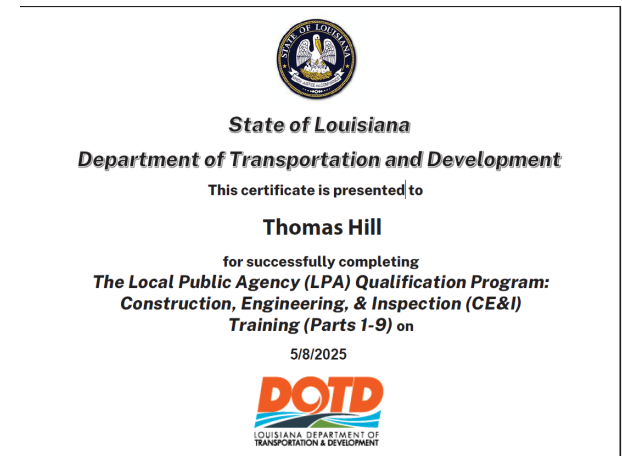 STATE OF LOUISIANA
State of Louisiana
Department of Transportation and Development
This certificate is presented to
Thomas Hill
for successfully completing
The Local Public Agency (LPA) Qualification Program:
Construction, Engineering, & Inspection (CE&I)
Training (Parts 1-9) on
5/8/2025
DOTD
LOUISIANA DEPARTMENT OF
TRANSPORTATION & DEVELOPMENT